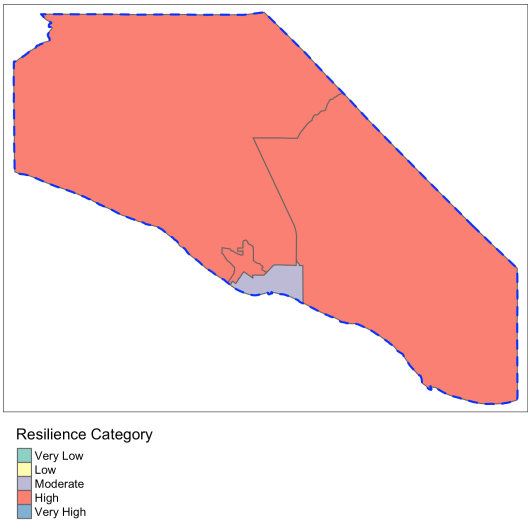 Resilience Category
Very Low
Low
Moderate
High
Very High